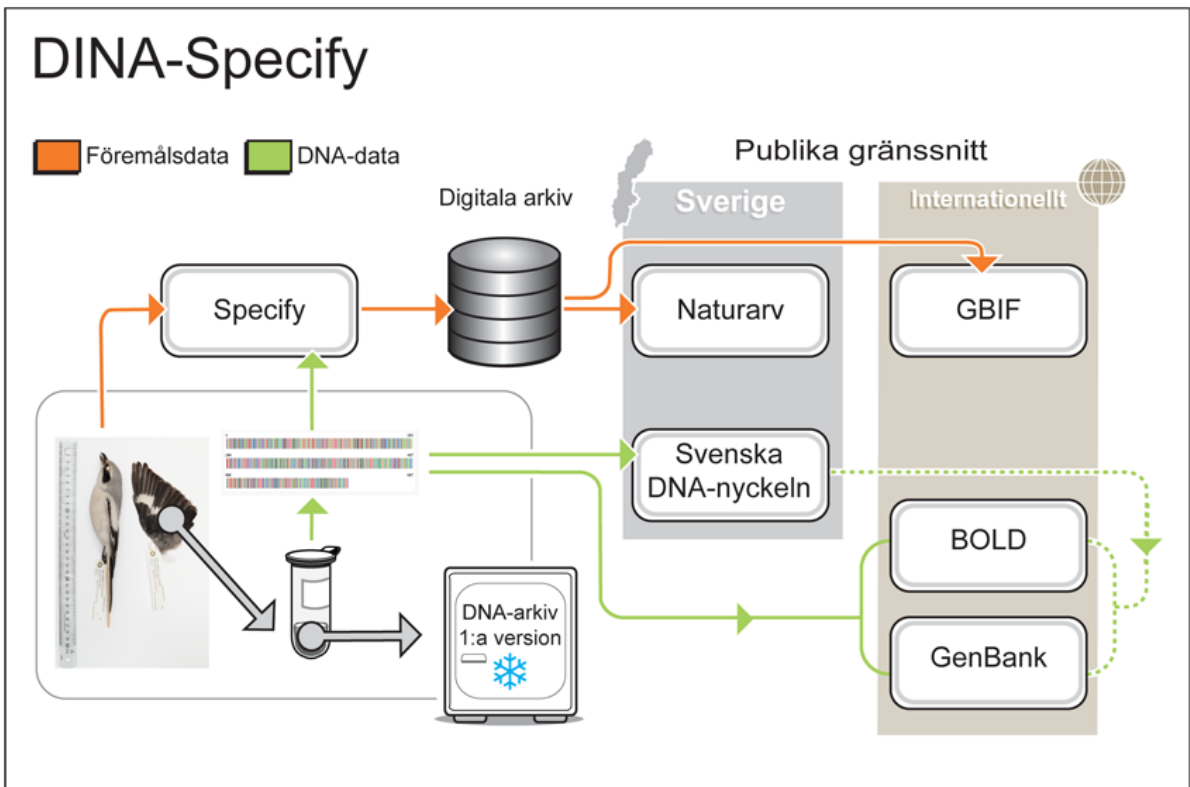 DINA-Specify
Föremålsdata
DNA-data
Publika gränssnitt
Digitala arkiv
Sverige
Internationellt
Specify
Naturarv
GBIF
Svenska
DNA-nyckeln
BOLD
DNA-arkiv
1:a version
GenBank